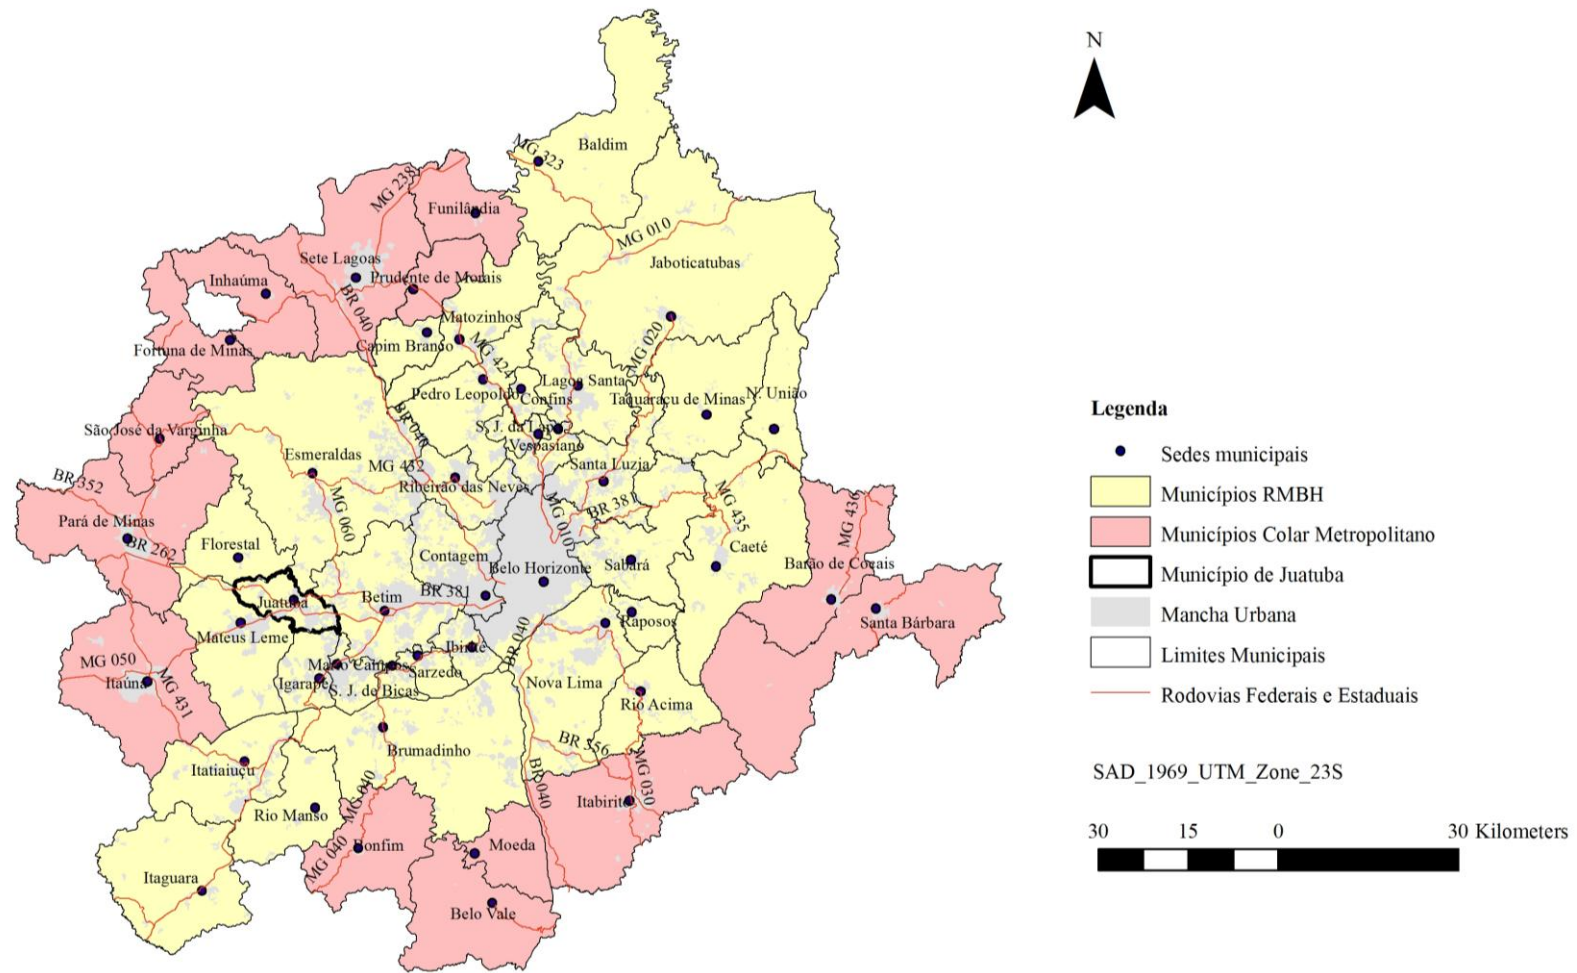 N
Baldim
MG 323
MG 238
Funilândia
MG 010
Sete Lagoas
Jaboticatubas
Inhaúma
Prudente de Morais
BR 040
Matozinhos
Capim Branco
Fortuna de Minas
MG 424
MG 020
Lagoa Santa
Pedro Leopoldo
Confins
Taquaraçu de Minas
N. União
BR 040
São José da Varginha
S. J. da Lapa
Vespasiano
Esmeraldas
MG 432
Santa Luzia
BR 352
Ribeirão das Neves
MG 060
MG 010
BR 381
MG 435
MG 436
Pará de Minas
BR 262
Florestal
Contagem
Caeté
Belo Horizonte
Sabará
Barão de Cocais
Juatuba
Betim
BR 381
Mateus Leme
Raposos
Santa Bárbara
BR 040
Ibirité
MG 050
Mário Campos
Sarzedo
Itaúna
MG 431
Igarapé
S. J. de Bicas
Nova Lima
Rio Acima
Brumadinho
BR 356
Itatiaiuçu
BR 040
MG 030
MG 040
Itabirito
Rio Manso
MG 040
Bonfim
Moeda
Itaguara
Belo Vale
Legenda
Sedes municipais
Municípios RMBH
Municípios Colar Metropolitano
Município de Juatuba
Mancha Urbana
Limites Municipais
Rodovias Federais e Estaduais
SAD_1969_UTM_Zone_23S
30 15 0 30 Kilometers